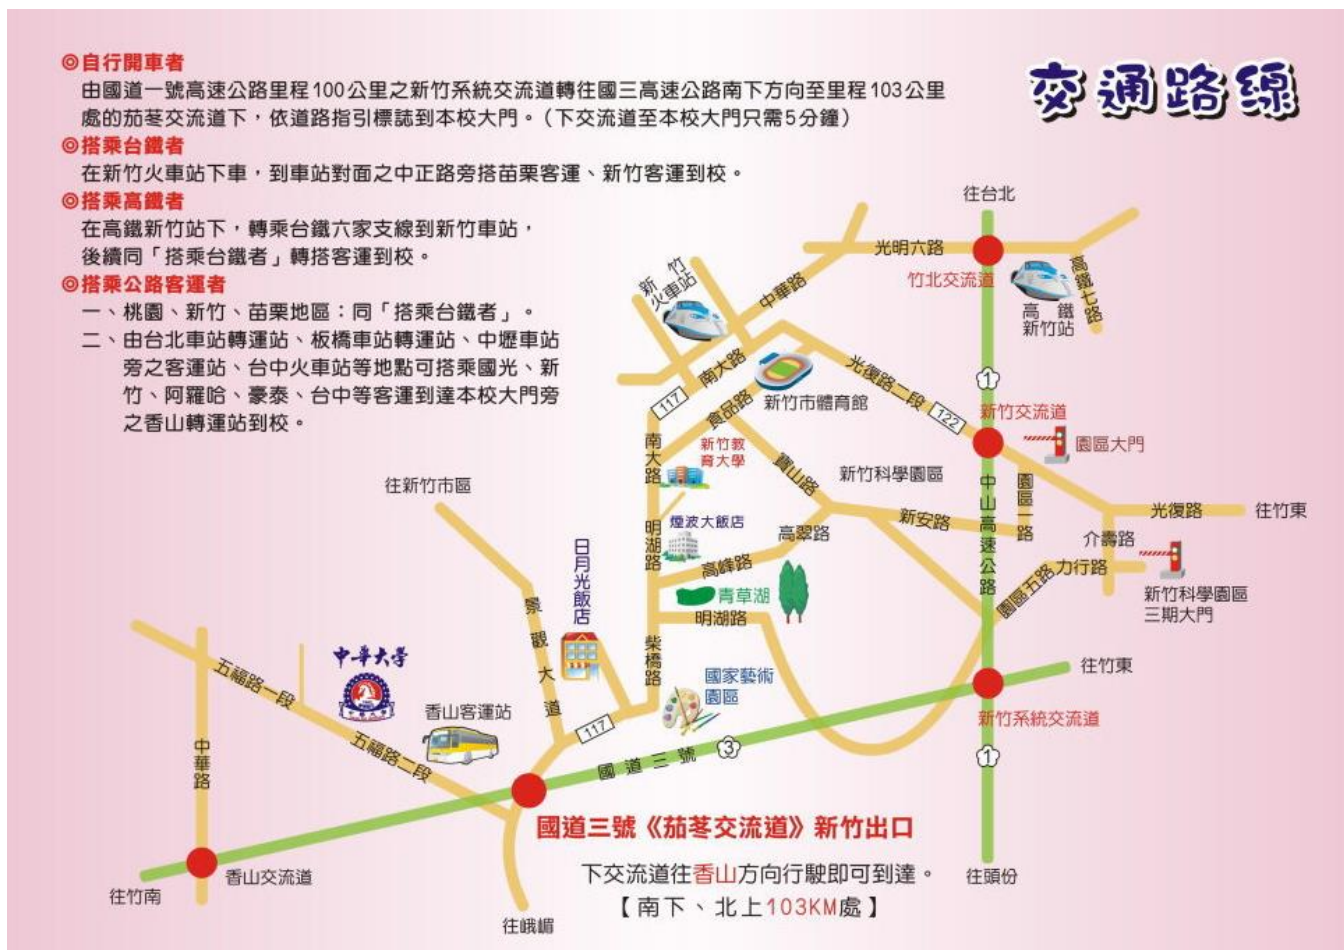 交通路線
◎自行開車者
由國道一號高速公路里程100公里之新竹系統交流道轉往國三高速公路南下方向至里程103公里
處的茄苳交流道下，依道路指引標誌到本校大門。（下交流道至本校大門只需5分鐘）
◎搭乘台鐵者
在新竹火車站下車，到車站對面之中正路旁搭苗栗客運、新竹客運到校。
◎搭乘高鐵者
在高鐵新竹站下，轉乘台鐵六家支線到新竹車站，
後續同「搭乘台鐵者」轉搭客運到校。
◎搭乘公路客運者
一、桃園、新竹、苗栗地區：同「搭乘台鐵者」。
二、由台北車站轉運站、板橋車站轉運站、中壢車站
旁之客運站、台中火車站等地點可搭乘國光、新
竹、阿羅哈、豪泰、台中等客運到達本校大門旁
之香山轉運站到校。
往台北
光明六路
竹北交流道
高鐵七路
高鐵
新竹站
新竹
火車站
中華路
南大路
117
食品路
新竹市體育館
光復路二段
122
1
新竹交流道
園區大門
南大路
新竹教
育大學
寶山路
新竹科學園區
中山高速公路
園區一路
往新竹市區
光復路
往竹東
新安路
明湖路
煙波大飯店
高翠路
介壽路
日月光飯店
高峰路
園區五路
力行路
新竹科學園區
三期大門
青草湖
明湖路
景觀大道
柴橋路
中華大學
五福路一段
國家藝術
園區
往竹東
新竹系統交流道
香山客運站
117
中華路
五福路二段
國道三號
3
1
國道三號《茄苳交流道》新竹出口
下交流道往香山方向行駛即可到達。
【南下、北上103KM處】
香山交流道
往竹南
往峨嵋
往頭份